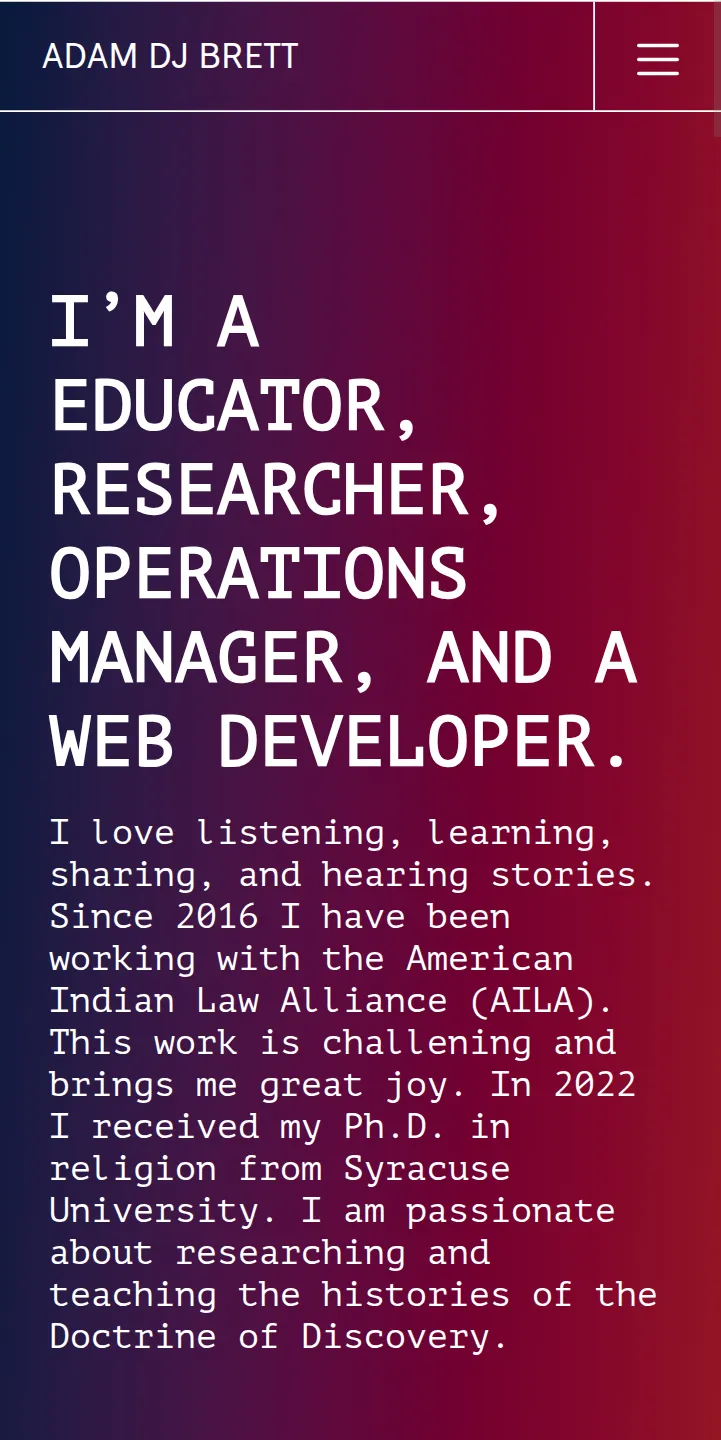 ADAM DJ BRETT
I’M A
EDUCATOR,
RESEARCHER,
OPERATIONS
MANAGER, AND A
WEB DEVELOPER.
I love listening, learning,
sharing, and hearing stories.
Since 2016 I have been
working with the American
Indian Law Alliance (AILA).
This work is challening and
brings me great joy. In 2022
I received my Ph.D. in
religion from Syracuse
University. I am passionate
about researching and
teaching the histories of the
Doctrine of Discovery.